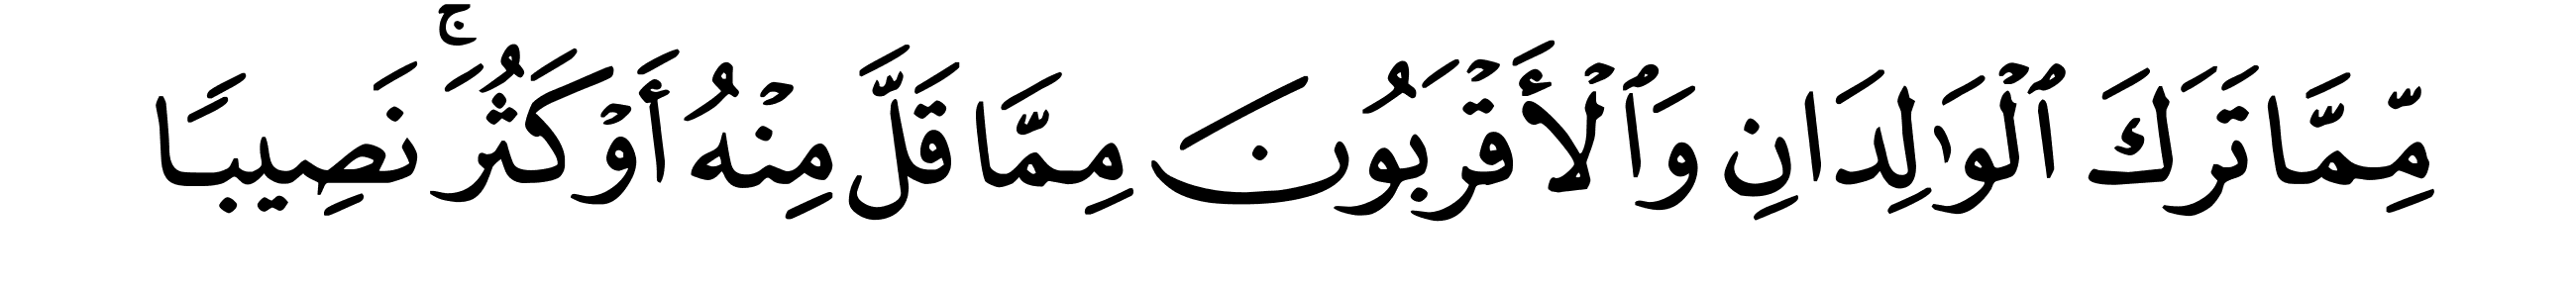 مِّمَّا تَرَكَ ٱلۡوَٰلِدَانِ وَٱلۡأَقۡرَبُونَ مِمَّا قَلَّ مِنۡهُ أَوۡ كَثُرَۚ نَصِيبٗا